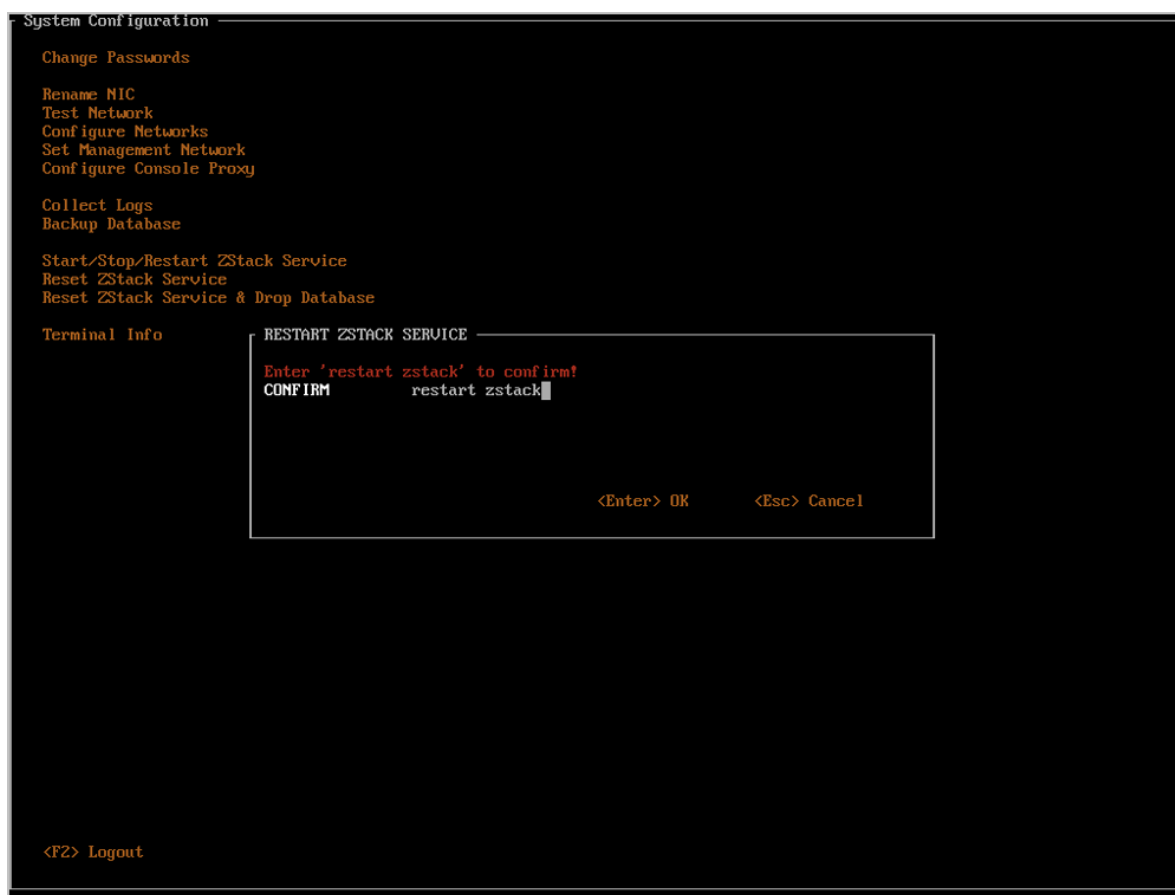 System Configuration
Change Passwords
Rename NIC
Test Network
Configure Networks
Set Management Network
Configure Console Proxy
Collect Logs
Backup Database
Start/Stop/Restart ZStack Service
Reset ZStack Service
Reset ZStack Service & Drop Database
Terminal Info
RESTART ZSTACK SERVICE
Enter 'restart zstack' to confirm!
CONFIRM restart zstack
<Enter> OK <Esc> Cancel
<F2> Logout